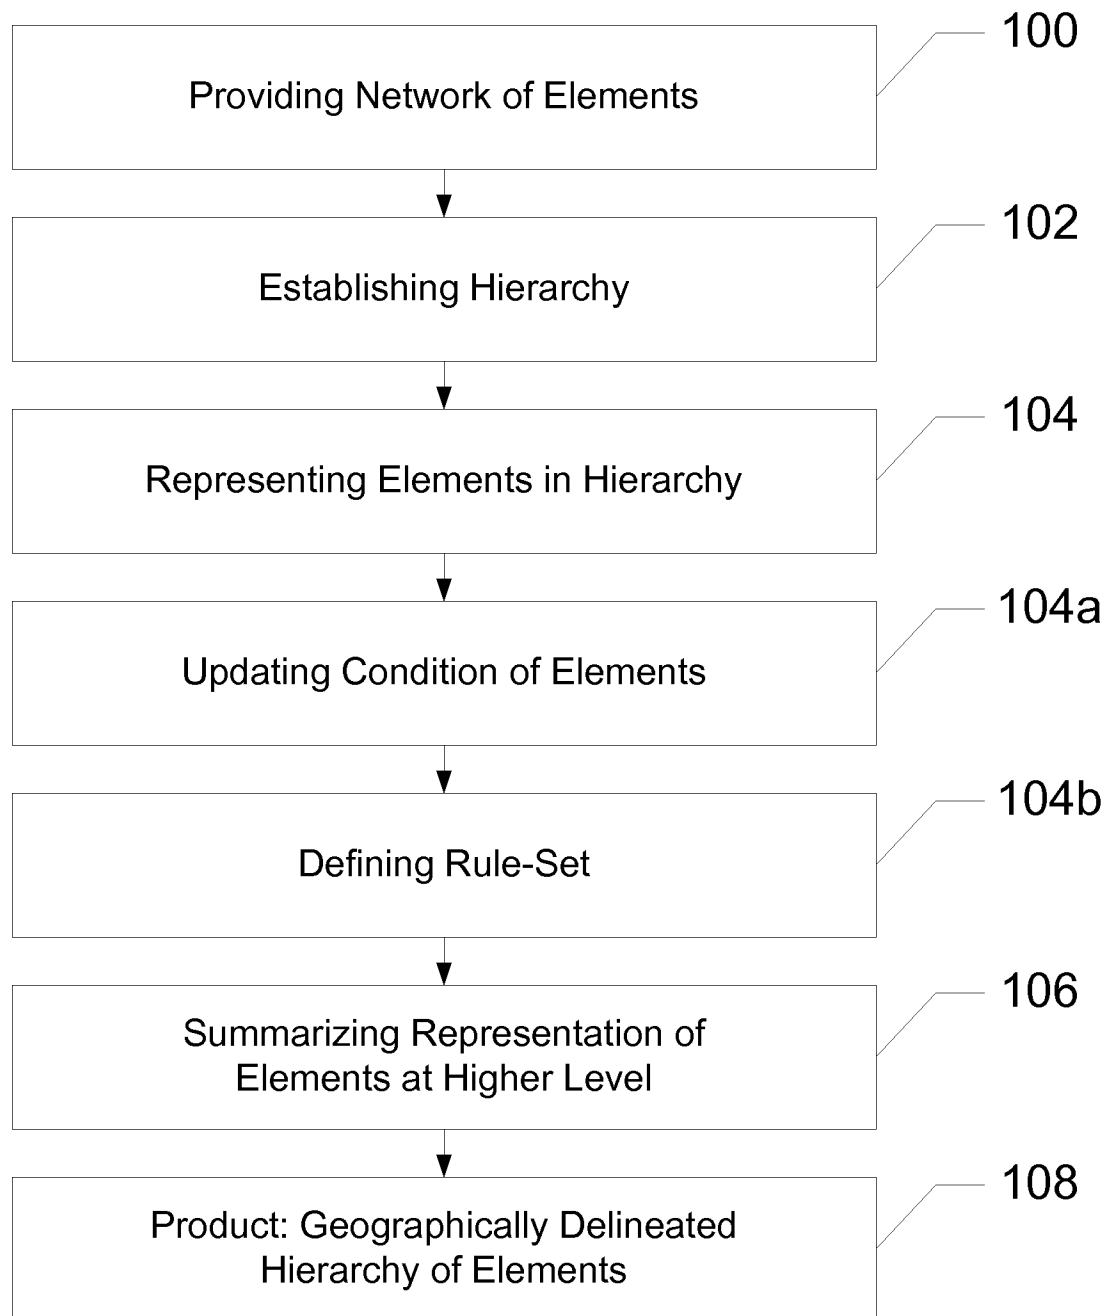 Providing Network of Elements
100
Establishing Hierarchy
102
Representing Elements in Hierarchy
104
Updating Condition of Elements
104a
Defining Rule-Set
104b
Summarizing Representation of
Elements at Higher Level
106
Product: Geographically Delineated
Hierarchy of Elements
108